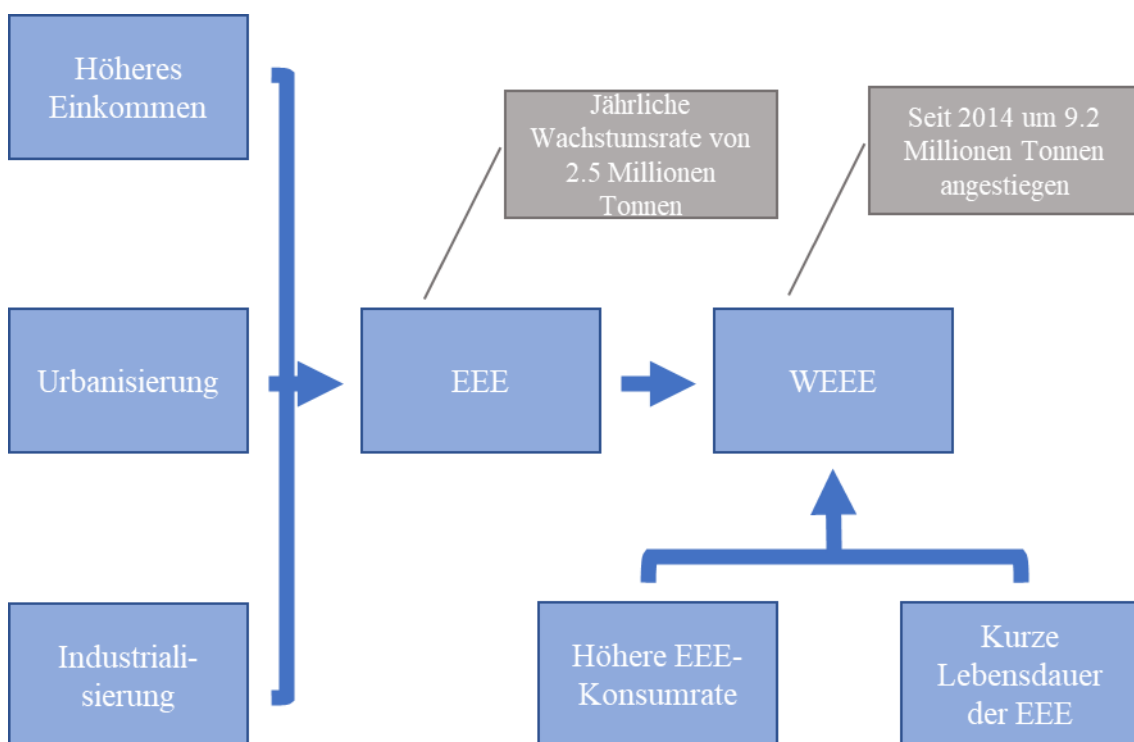 Höheres
Einkommen
Jährliche
Wachstumsrate von
2.5 Millionen
Tonnen
Seit 2014 um 9.2
Millionen Tonnen
angestiegen
Urbanisierung
EEE
WEEE
Industriali-
sierung
Höhere EEE-
Konsumrate
Kurze
Lebensdauer
der EEE